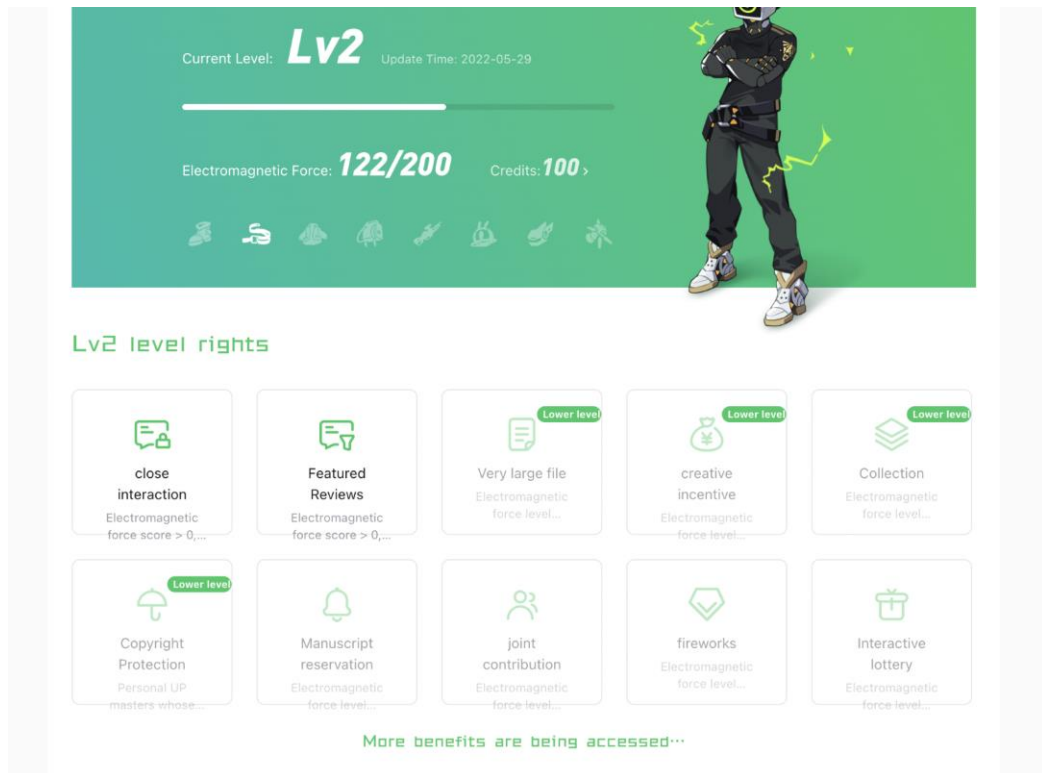 Current Level: Lv2 Update Time: 2022-05-29
Electromagnetic Force: 122/200 Credits: 100 ›
Lv2 level rights
close
interaction
Electromagnetic
force score > 0,...
Featured
Reviews
Electromagnetic
force score > 0,...
Lower level
Very large file
Electromagnetic
force level...
Lower level
creative
incentive
Electromagnetic
force level...
Lower level
Collection
Electromagnetic
force level...
Lower level
Copyright
Protection
Personal UP
masters whose...
Manuscript
reservation
Electromagnetic
force level...
joint
contribution
Electromagnetic
force level...
fireworks
Electromagnetic
force level...
Interactive
lottery
Electromagnetic
force level...
More benefits are being accessed···